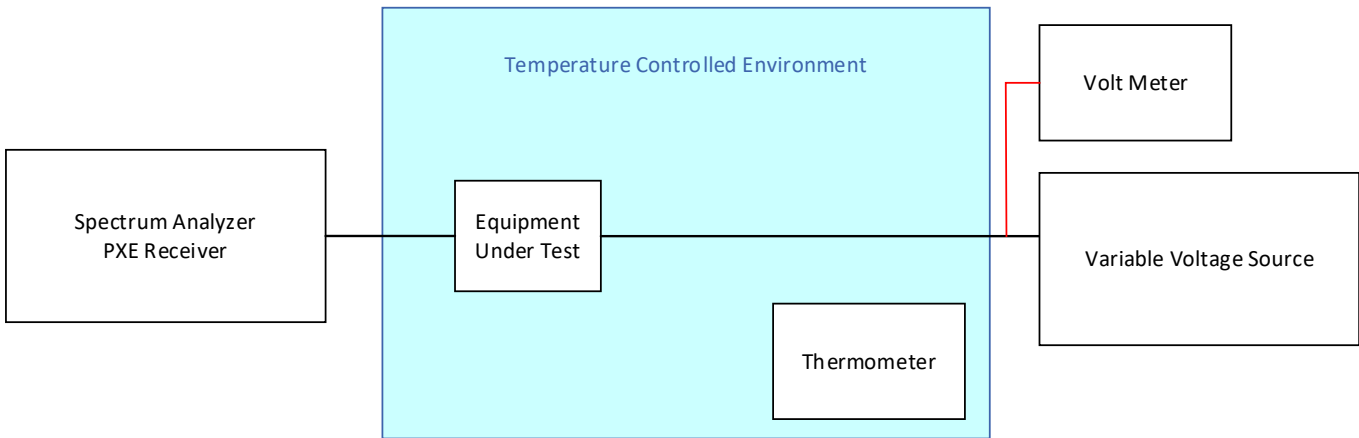 Temperature Controlled Environment
Volt Meter
Spectrum Analyzer
PXE Receiver
Equipment
Under Test
Variable Voltage Source
Thermometer